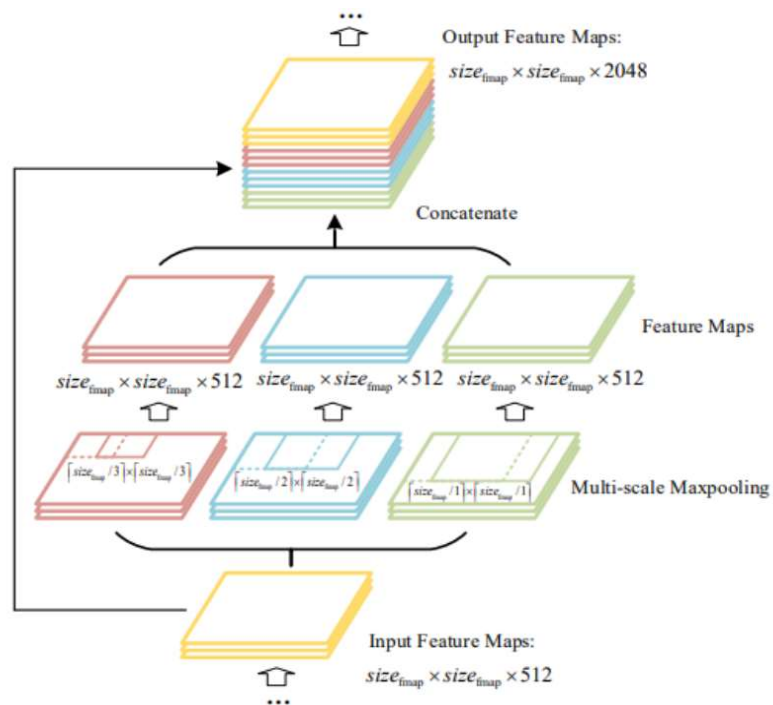 ...
Output Feature Maps:
size_fmap × size_fmap × 2048
Concatenate
Feature Maps
size_fmap × size_fmap × 512
size_fmap × size_fmap × 512
size_fmap × size_fmap × 512
⌈size_fmap /3⌉×⌈size_fmap /3⌉
⌈size_fmap /2⌉×⌈size_fmap /2⌉
⌈size_fmap /1⌉×⌈size_fmap /1⌉
Multi-scale Maxpooling
Input Feature Maps:
size_fmap × size_fmap × 512
...